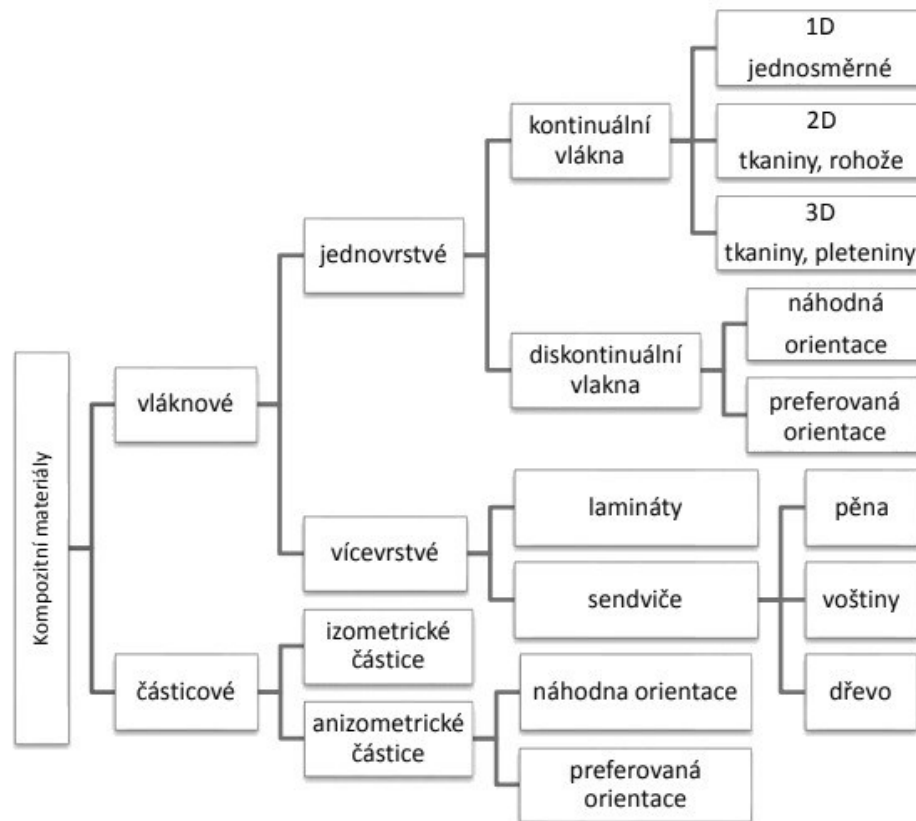 Kompozitní materiály
vláknové
jednovrstvé
kontinuální
vlákna
1D
jednosměrné
2D
tkaniny, rohože
3D
tkaniny, pleteniny
diskontinuální
vlakna
náhodná
orientace
preferovaná
orientace
vícevrstvé
lamináty
sendviče
pěna
voštiny
dřevo
částicové
izometrické
částice
anizometrické
částice
náhodna orientace
preferovaná
orientace